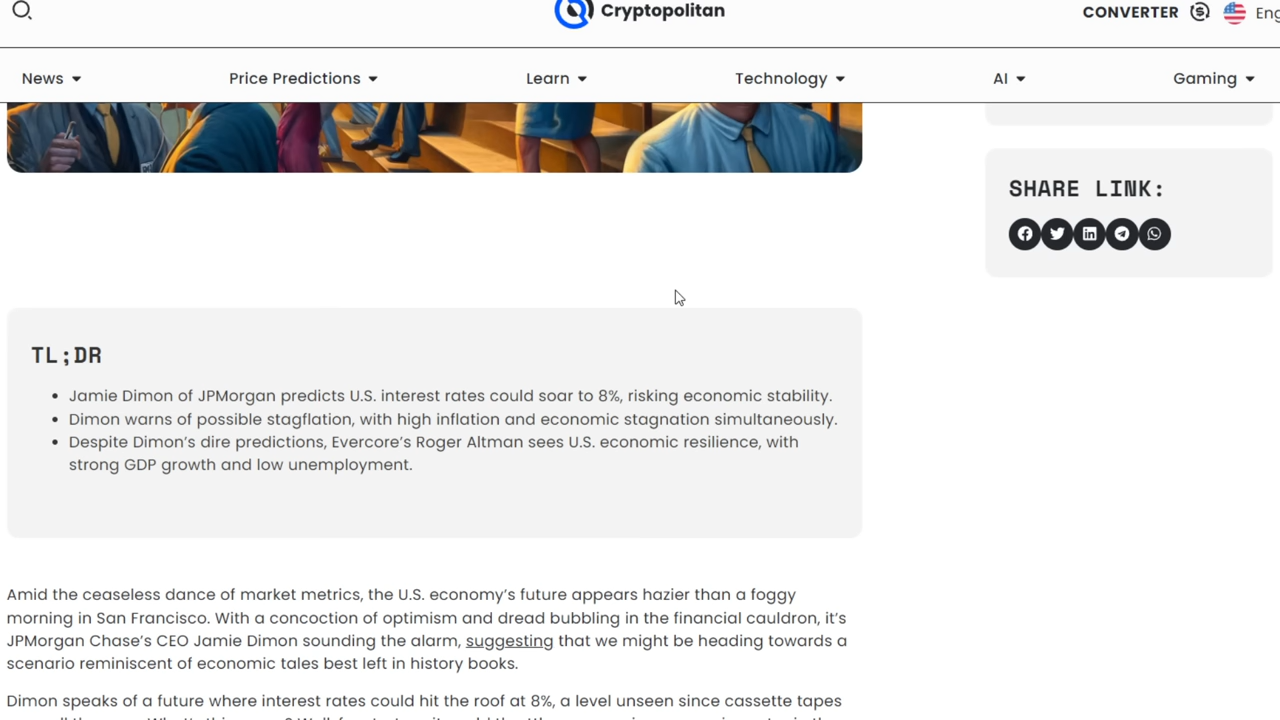 Cryptopolitan
CONVERTER
News
Price Predictions
Learn
Technology
AI
Gaming
SHARE LINK:
TL;DR
• Jamie Dimon of JPMorgan predicts U.S. interest rates could soar to 8%, risking economic stability.
• Dimon warns of possible stagflation, with high inflation and economic stagnation simultaneously.
• Despite Dimon’s dire predictions, Evercore’s Roger Altman sees U.S. economic resilience, with
strong GDP growth and low unemployment.
Amid the ceaseless dance of market metrics, the U.S. economy’s future appears hazier than a foggy
morning in San Francisco. With a concoction of optimism and dread bubbling in the financial cauldron, it’s
JPMorgan Chase’s CEO Jamie Dimon sounding the alarm, suggesting that we might be heading towards a
scenario reminiscent of economic tales best left in history books.
Dimon speaks of a future where interest rates could hit the roof at 8%, a level unseen since cassette tapes